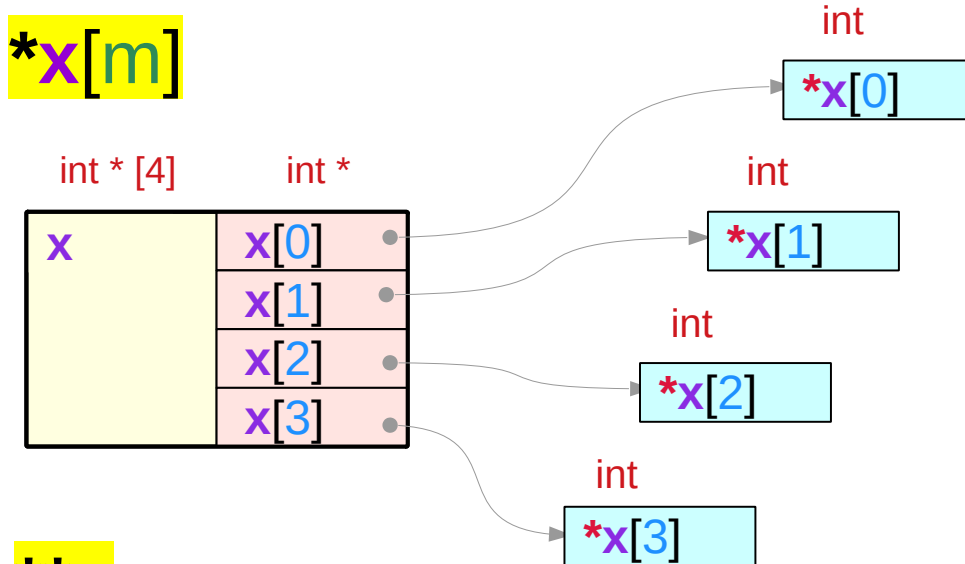 *x[m]
int
*x[0]
int * [4]
int *
int
x
x[0]
*x[1]
x[1]
int
x[2]
*x[2]
x[3]
int
*x[3]